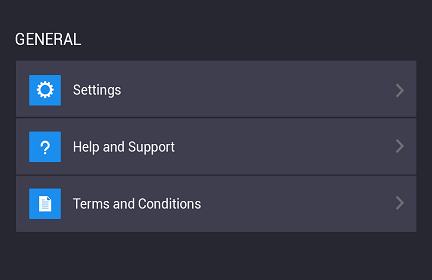 GENERAL
Settings
Help and Support
Terms and Conditions